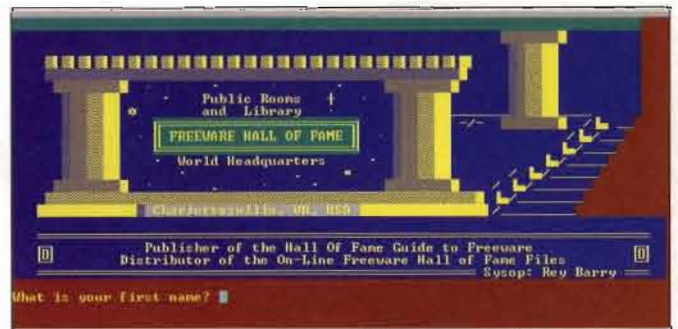 Public Rooms
and Library
FREEWARE HALL OF FAME
World Headquarters
Charlottesville, VA, USA
Publisher of the Hall Of Fame Guide to Freeware
Distributor of the On-Line Freeware Hall of Fame Files
Sysop: Rey Barry
What is your first name?